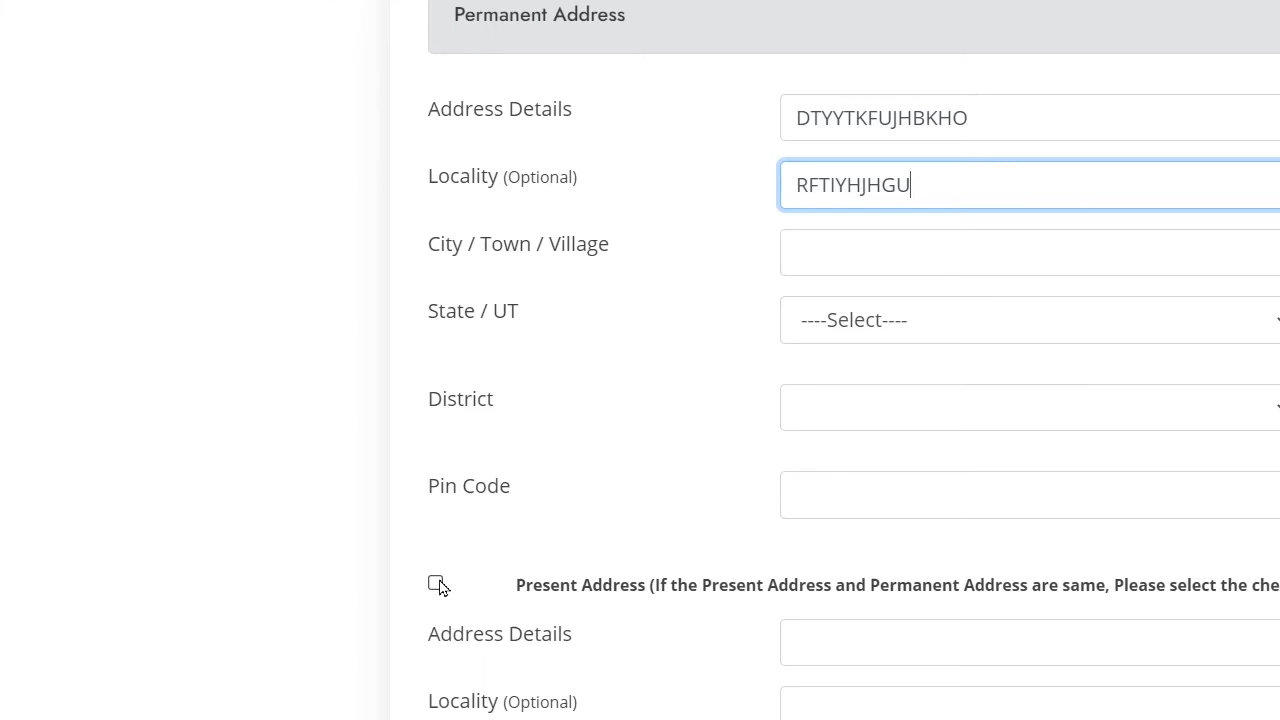 Permanent Address
Address Details
DTYYTKFUJHBKHO
Locality (Optional)
RFTIYHJHGU
City / Town / Village
State / UT
----Select----
District
Pin Code
Present Address (If the Present Address and Permanent Address are same, Please select the che
Address Details
Locality (Optional)